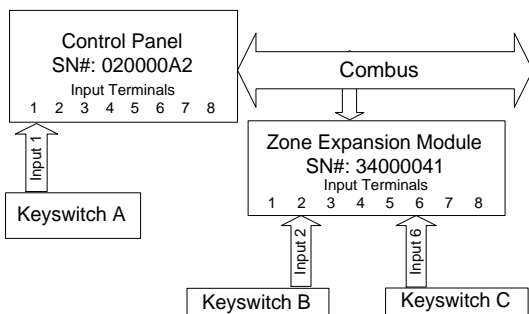 Control Panel
SN#: 020000A2
Input Terminals
1 2 3 4 5 6 7 8
Combus
Input 1
Keyswitch A
Zone Expansion Module
SN#: 34000041
Input Terminals
1 2 3 4 5 6 7 8
Input 2
Input 6
Keyswitch B
Keyswitch C